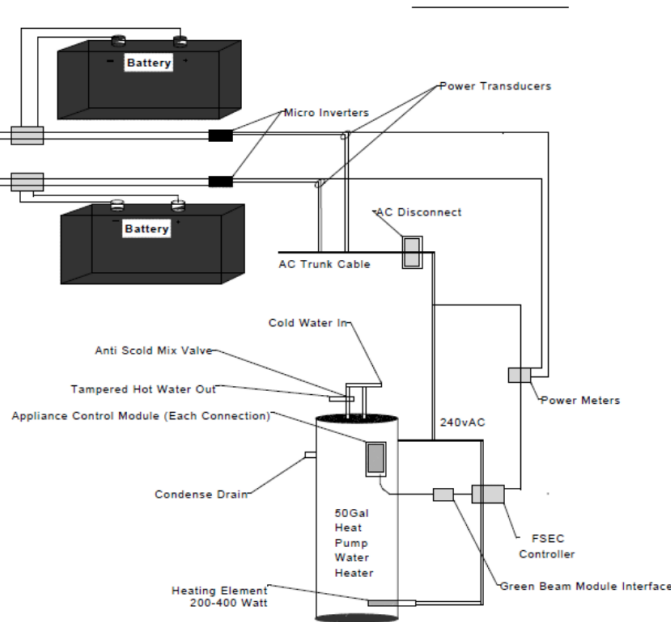 Battery
Power Transducers
Micro Inverters
AC Disconnect
Battery
AC Trunk Cable
Cold Water In
Anti Scold Mix Valve
Tampered Hot Water Out
Appliance Control Module (Each Connection)
Power Meters
240vAC
Condense Drain
50Gal
Heat
Pump
Water
Heater
FSEC
Controller
Green Beam Module Interface
Heating Element
200-400 Watt